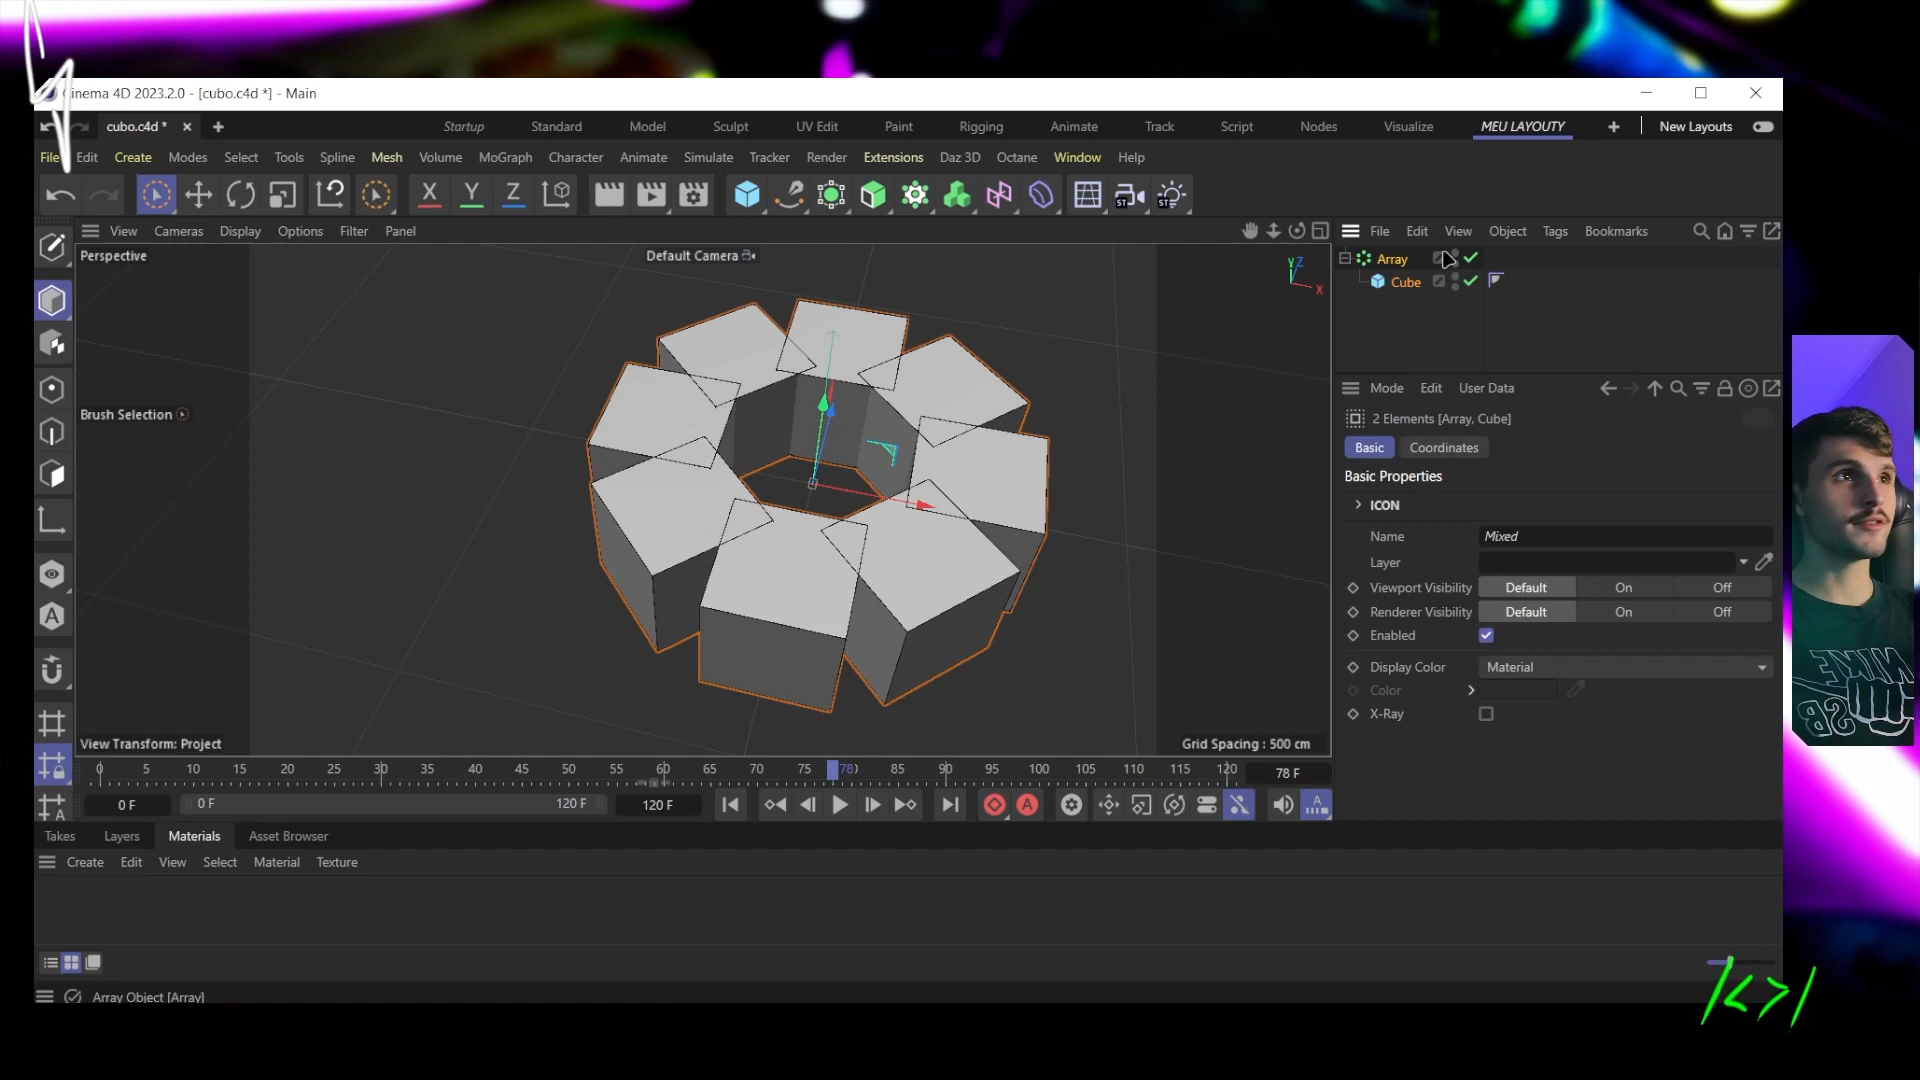 Cinema 4D 2023.2.0 - [cubo.c4d *] - Main
cubo.c4d *
Startup Standard Model Sculpt UV Edit Paint Rigging Animate Track Script Nodes Visualize MEU LAYOUTY New Layouts
File Edit Create Modes Select Tools Spline Mesh Volume MoGraph Character Animate Simulate Tracker Render Extensions Daz 3D Octane Window Help
X Y Z ST ST
View Cameras Display Options Filter Panel
File Edit View Object Tags Bookmarks
Perspective
Default Camera
Y Z
X
Array
Cube
Brush Selection
Mode Edit User Data
2 Elements [Array, Cube]
Basic Coordinates
Basic Properties
ICON
Name Mixed
Layer
Viewport Visibility Default On Off
Renderer Visibility Default On Off
Enabled
Display Color Material
Color
X-Ray
View Transform: Project
Grid Spacing : 500 cm
0 5 10 15 20 25 30 35 40 45 50 55 60 65 70 75 78 85 90 95 100 105 110 115 120 78 F
0 F 0 F 120 F 120 F
Takes Layers Materials Asset Browser
Create Edit View Select Material Texture
Array Object [Array]
NIKE
SB